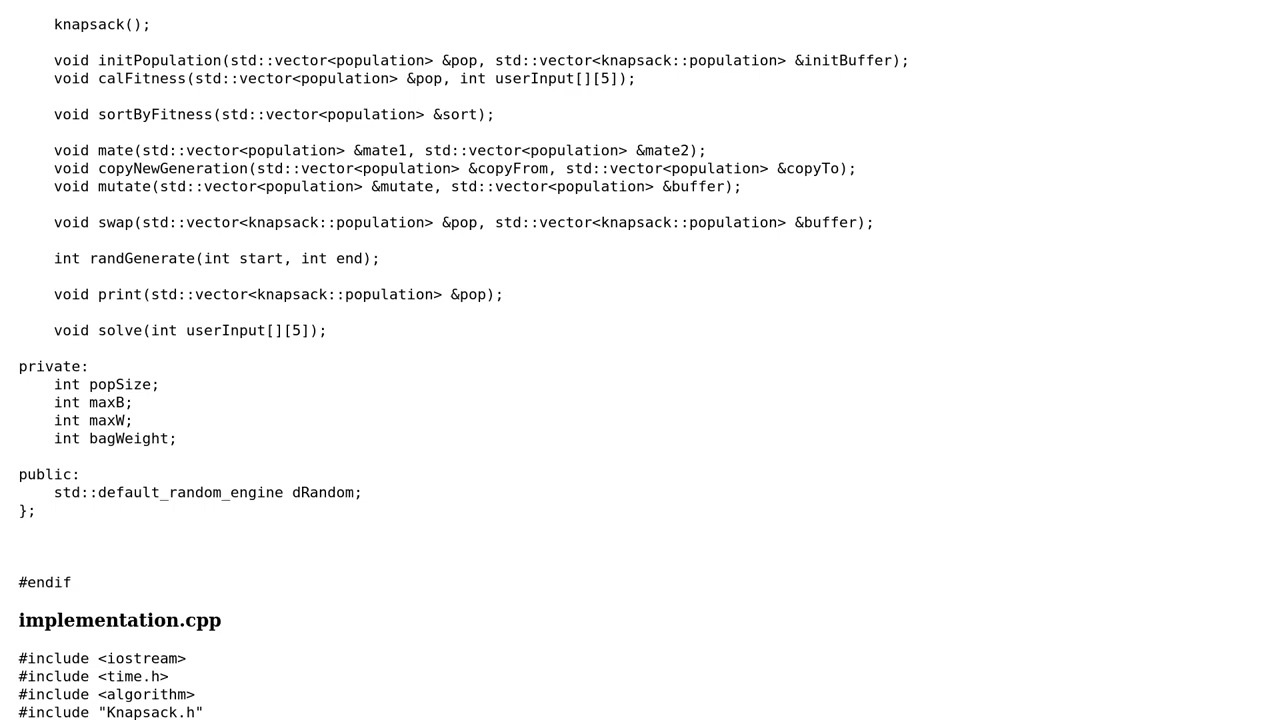 knapsack();
void initPopulation(std::vector<population> &pop, std::vector<knapsack::population> &initBuffer);
void calFitness(std::vector<population> &pop, int userInput[][5]);
void sortByFitness(std::vector<population> &sort);
void mate(std::vector<population> &mate1, std::vector<population> &mate2);
void copyNewGeneration(std::vector<population> &copyFrom, std::vector<population> &copyTo);
void mutate(std::vector<population> &mutate, std::vector<population> &buffer);
void swap(std::vector<knapsack::population> &pop, std::vector<knapsack::population> &buffer);
int randGenerate(int start, int end);
void print(std::vector<knapsack::population> &pop);
void solve(int userInput[][5]);
private:
int popSize;
int maxB;
int maxW;
int bagWeight;
public:
std::default_random_engine dRandom;
};
#endif
implementation.cpp
#include <iostream>
#include <time.h>
#include <algorithm>
#include "Knapsack.h"